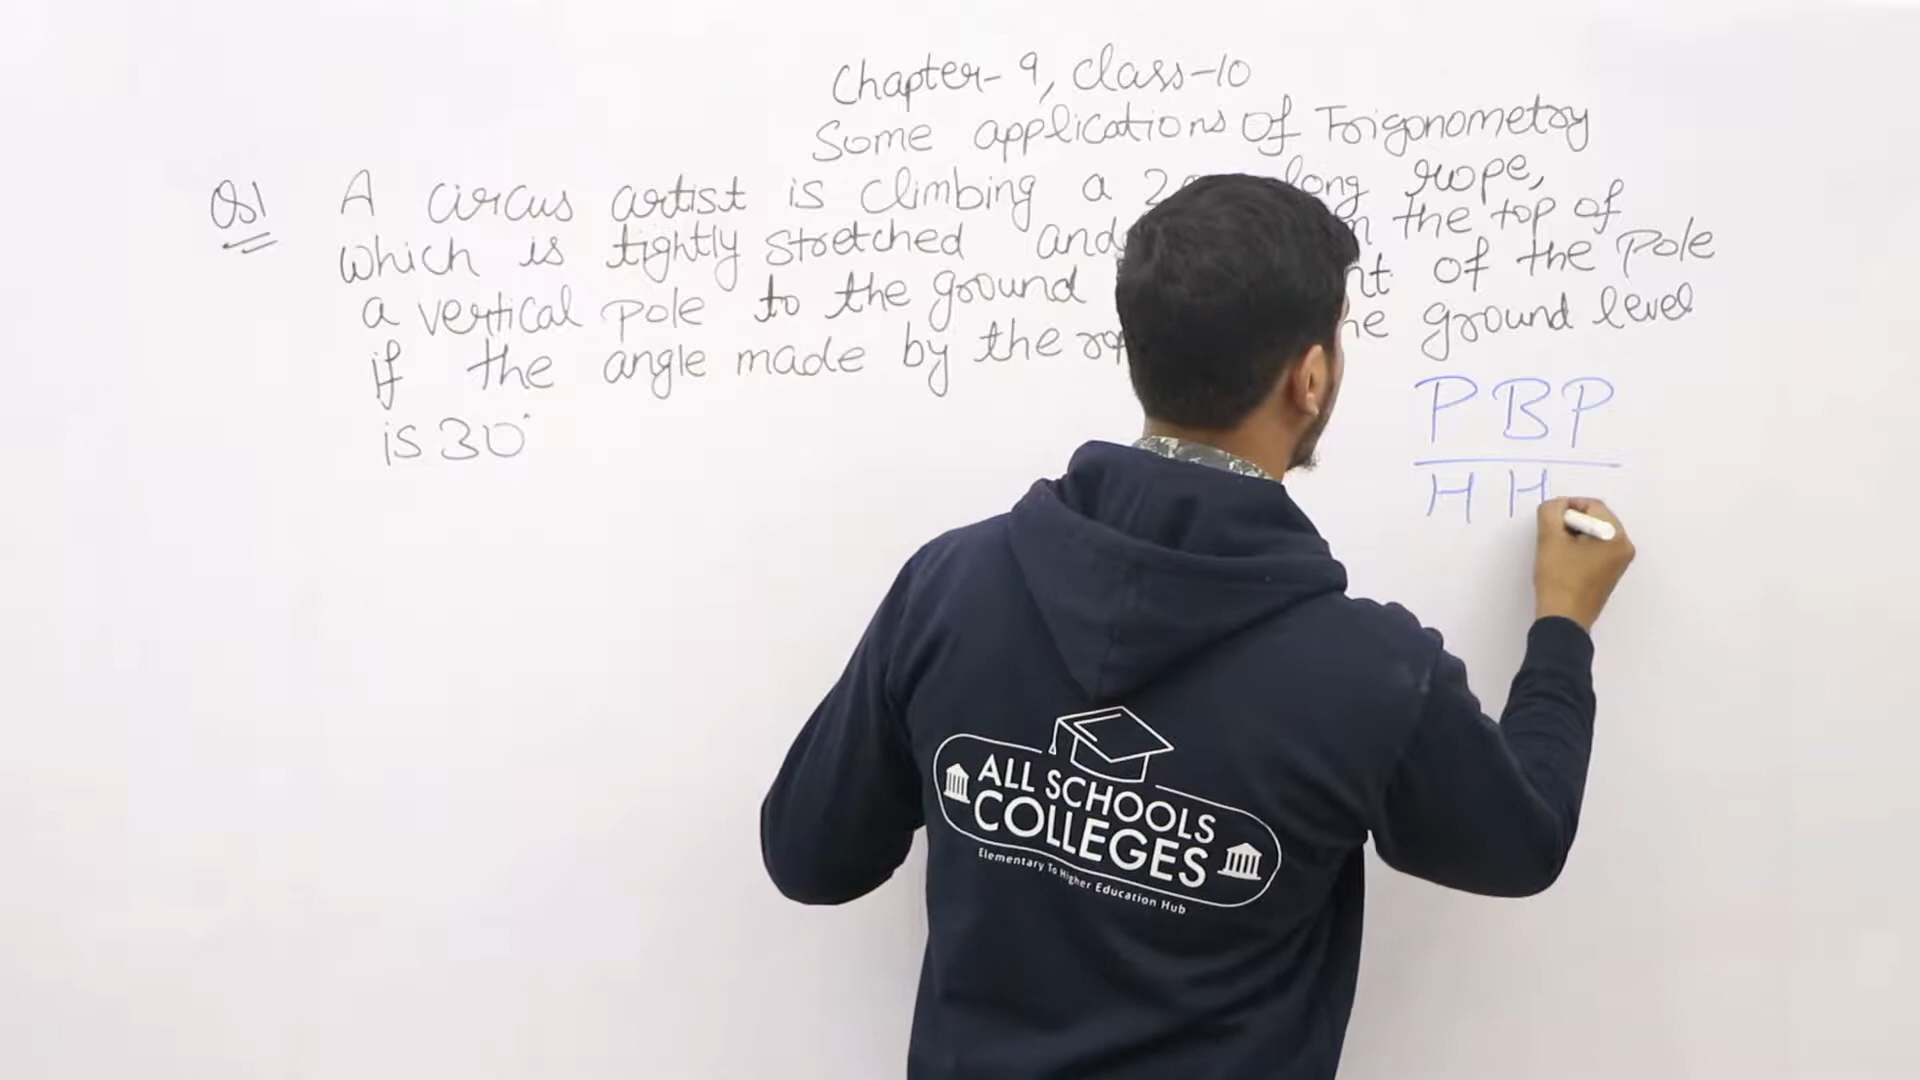 Chapter-9, Class-10
Some applications of Trigonometry
Qs1 A circus artist is climbing a long rope,
which is tightly stretched and the top of
a vertical pole to the ground of the pole
if the angle made by the ground level
is 30°
P B P
H H
ALL SCHOOLS
COLLEGES
Elementary To Higher Education Hub